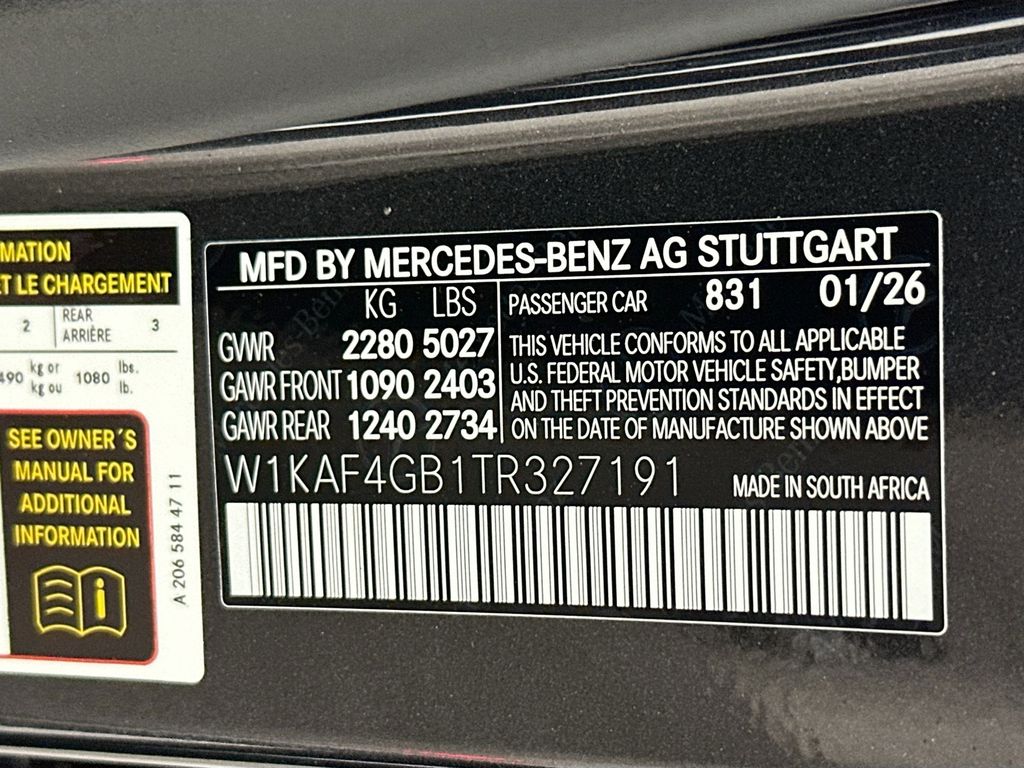 MATION
ET LE CHARGEMENT
2 REAR ARRIÈRE 3
490 kg or kg ou 1080 lbs. lb.
SEE OWNER´S
MANUAL FOR
ADDITIONAL
INFORMATION
A 206 584 47 11
MFD BY MERCEDES-BENZ AG STUTTGART
KG LBS
GVWR 2280 5027
GAWR FRONT 1090 2403
GAWR REAR 1240 2734
PASSENGER CAR 831 01/26
THIS VEHICLE CONFORMS TO ALL APPLICABLE
U.S. FEDERAL MOTOR VEHICLE SAFETY,BUMPER
AND THEFT PREVENTION STANDARDS IN EFFECT
ON THE DATE OF MANUFACTURE SHOWN ABOVE
W1KAF4GB1TR327191
MADE IN SOUTH AFRICA